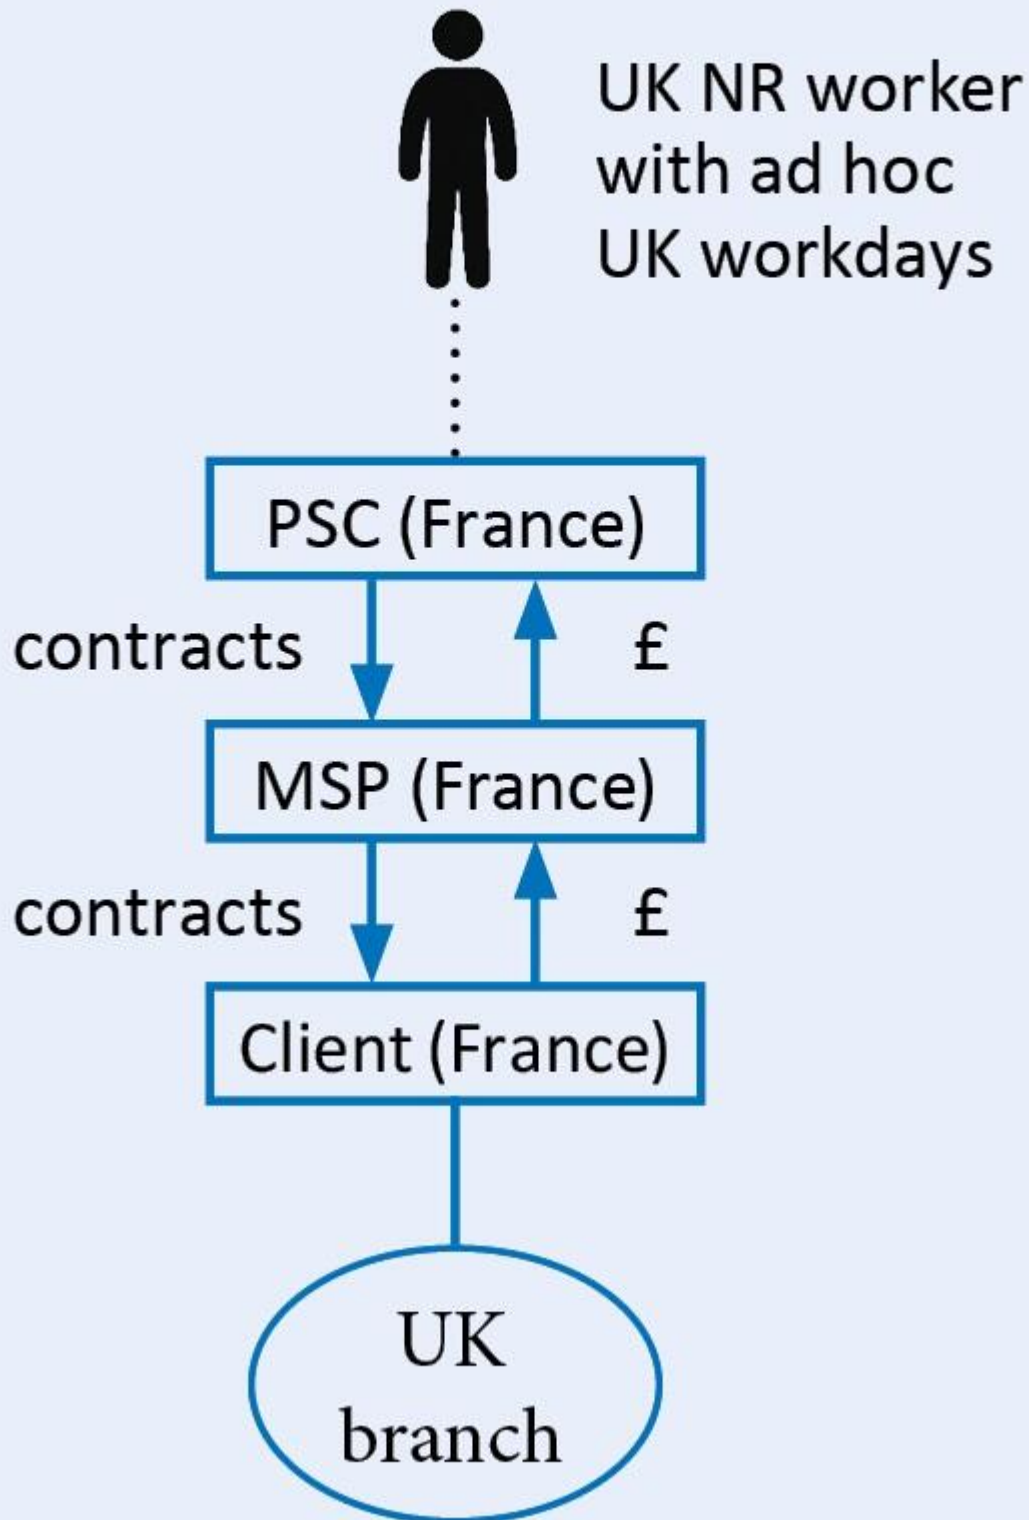 UK NR worker
with ad hoc
UK workdays
PSC (France)
contracts
£
MSP (France)
contracts
£
Client (France)
UK
branch